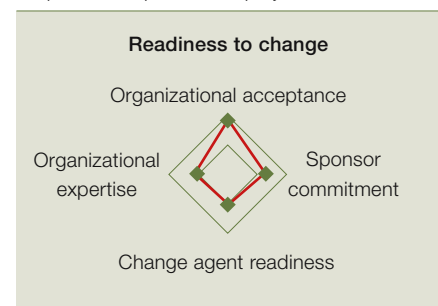 Readiness to change
Organizational acceptance
Organizational
expertise
Sponsor
commitment
Change agent readiness